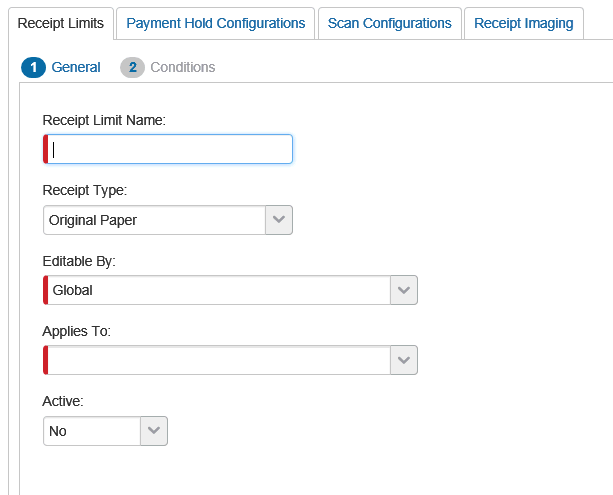 Receipt Limits Payment Hold Configurations Scan Configurations Receipt Imaging
1 General 2 Conditions
Receipt Limit Name:
Receipt Type:
Original Paper
Editable By:
Global
Applies To:
Active:
No